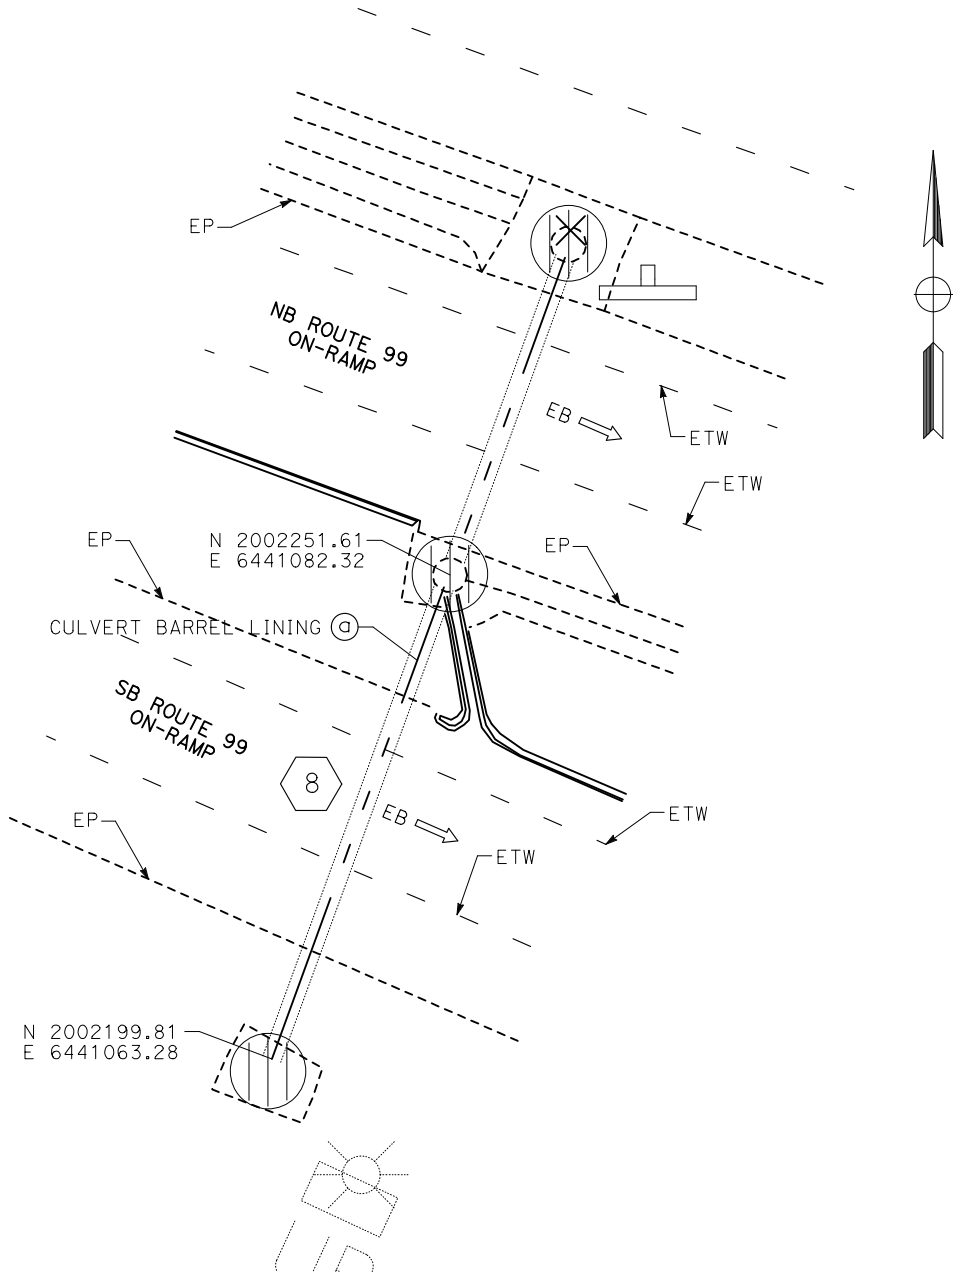 EP
NB ROUTE 99
ON-RAMP
EB
ETW
ETW
EP
N 2002251.61
E 6441082.32
EP
CULVERT BARREL LINING a
SB ROUTE 99
ON-RAMP
8
EB
ETW
EP
ETW
N 2002199.81
E 6441063.28